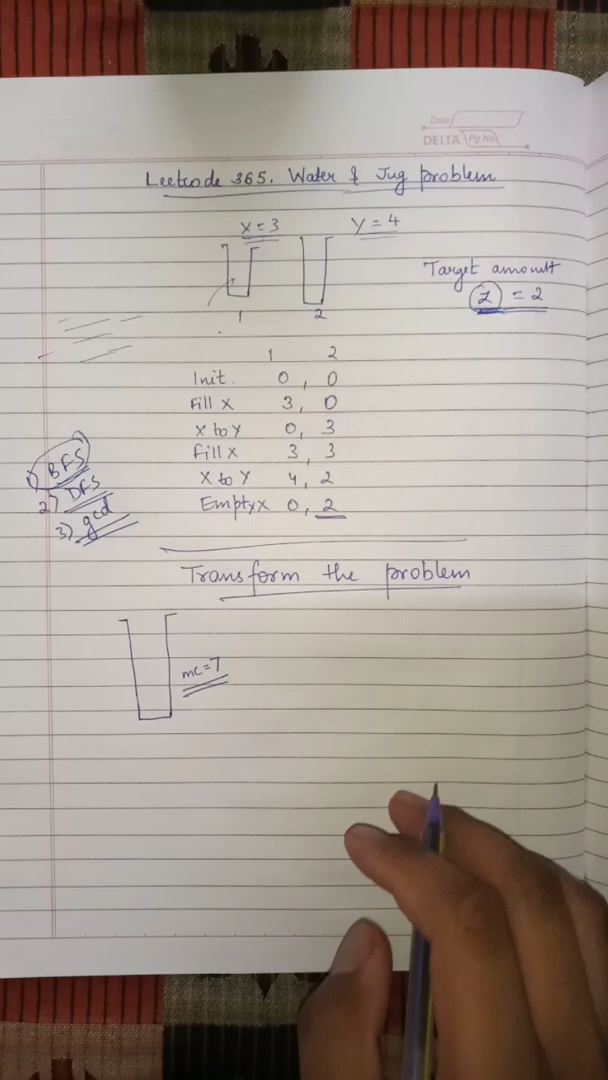 Date
DELTA Pg No.
Leetcode 365. Water & Jug problem
X = 3 Y = 4
Target amount
Z = 2
1 2
1 2
Init. 0, 0
Fill X 3, 0
X to Y 0, 3
Fill X 3, 3
X to Y 4, 2
Empty X 0, 2
1) BFS
2) DFS
3) gcd
Transform the problem
mc = 7